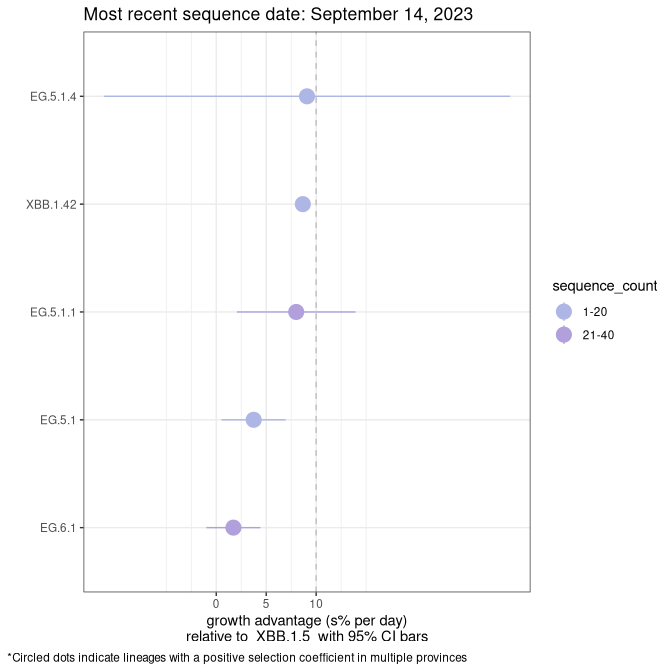 Most recent sequence date: September 14, 2023
EG.5.1.4
XBB.1.42
EG.5.1.1
EG.5.1
EG.6.1
0 5 10
growth advantage (s% per day)
relative to XBB.1.5 with 95% CI bars
sequence_count
1-20
21-40
*Circled dots indicate lineages with a positive selection coefficient in multiple provinces